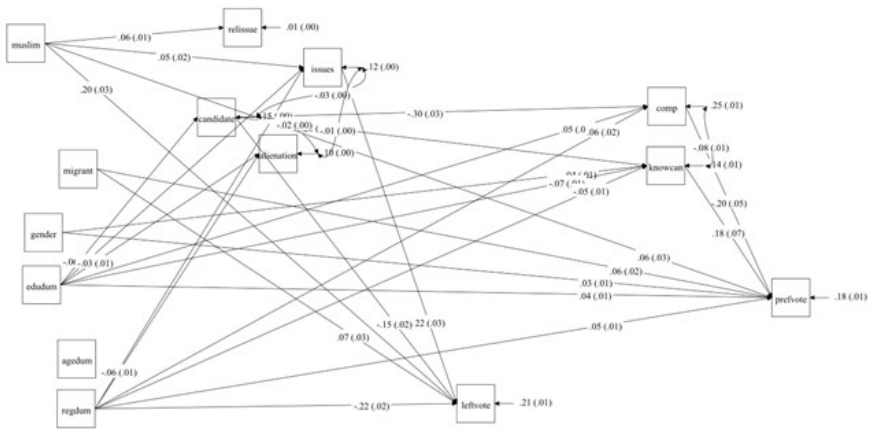 relissue
.01 (.00)
.06 (.01)
muslim
.05 (.02)
issues
.12 (.00)
.20 (.03)
-.03 (.00)
candidate
-.30 (.03)
comp
.25 (.01)
-.02 (.00)
-.01 (.00)
.06 (.02)
-.08 (.01)
.10 (.00)
knowcan
.14 (.01)
migrant
-.07 (.01)
-.05 (.01)
-.20 (.05)
gender
.18 (.07)
-.03 (.01)
.06 (.03)
edudum
.06 (.02)
.03 (.01)
.04 (.01)
prefvote
.18 (.01)
-.15 (.02)
.22 (.03)
.05 (.01)
.07 (.03)
agedum
-.06 (.01)
regdum
-.22 (.02)
leftvote
.21 (.01)